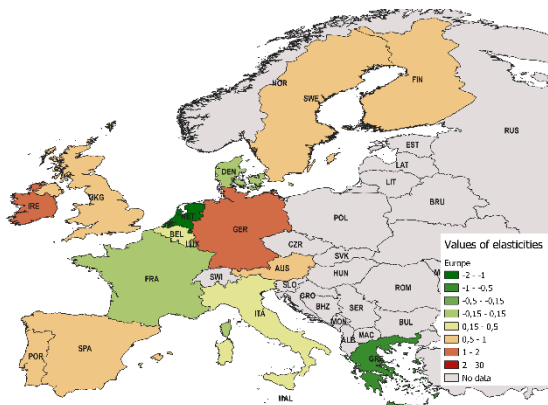 NOR
SWE
FIN
RUS
EST
LAT
LIT
DEN
BRU
IRE
GKG
NET
BEL
LUX
GER
POL
CZR
SVK
FRA
SWI
AUS
HUN
SLO
CRO
BHZ
ROM
ITA
SER
MON
BUL
MAC
ALB
POR
SPA
GRE
MAL
Values of elasticities
Europe
-2 - -1
-1 - -0,5
-0,5 - -0,15
-0,15 - 0,15
0,15 - 0,5
0,5 - 1
1 - 2
2 30
No data